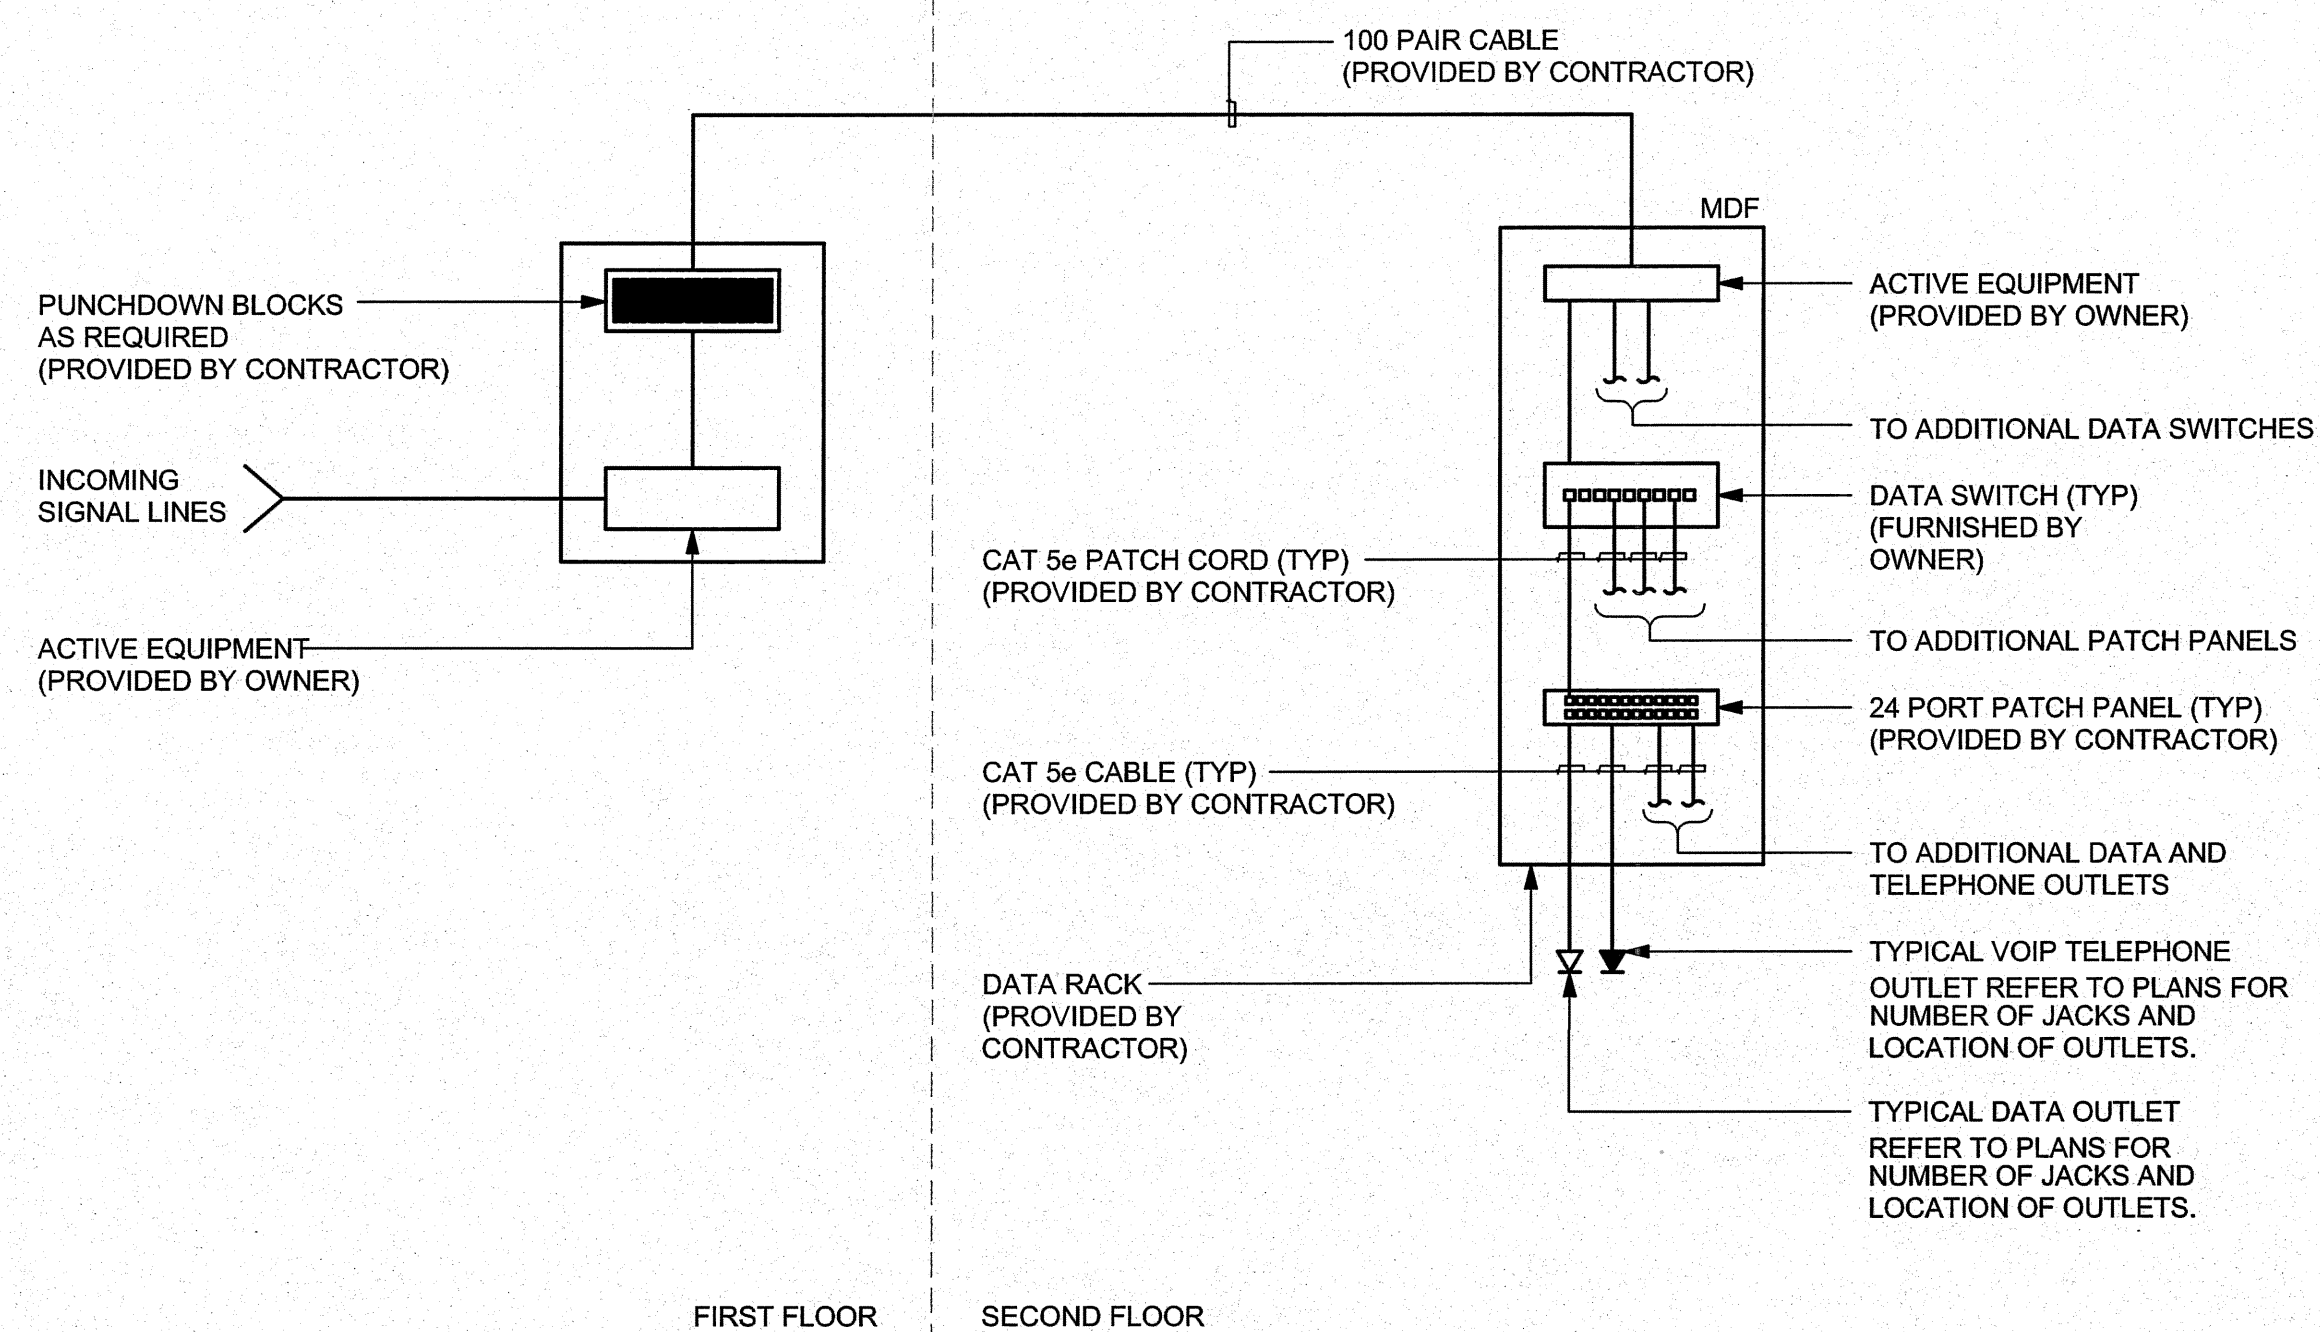 100 PAIR CABLE
(PROVIDED BY CONTRACTOR)
MDF
PUNCHDOWN BLOCKS
AS REQUIRED
(PROVIDED BY CONTRACTOR)
INCOMING
SIGNAL LINES
ACTIVE EQUIPMENT
(PROVIDED BY OWNER)
ACTIVE EQUIPMENT
(PROVIDED BY OWNER)
TO ADDITIONAL DATA SWITCHES
DATA SWITCH (TYP)
(FURNISHED BY
OWNER)
CAT 5e PATCH CORD (TYP)
(PROVIDED BY CONTRACTOR)
TO ADDITIONAL PATCH PANELS
24 PORT PATCH PANEL (TYP)
(PROVIDED BY CONTRACTOR)
CAT 5e CABLE (TYP)
(PROVIDED BY CONTRACTOR)
TO ADDITIONAL DATA AND
TELEPHONE OUTLETS
DATA RACK
(PROVIDED BY
CONTRACTOR)
TYPICAL VOIP TELEPHONE
OUTLET REFER TO PLANS FOR
NUMBER OF JACKS AND
LOCATION OF OUTLETS.
TYPICAL DATA OUTLET
REFER TO PLANS FOR
NUMBER OF JACKS AND
LOCATION OF OUTLETS.
FIRST FLOOR
SECOND FLOOR